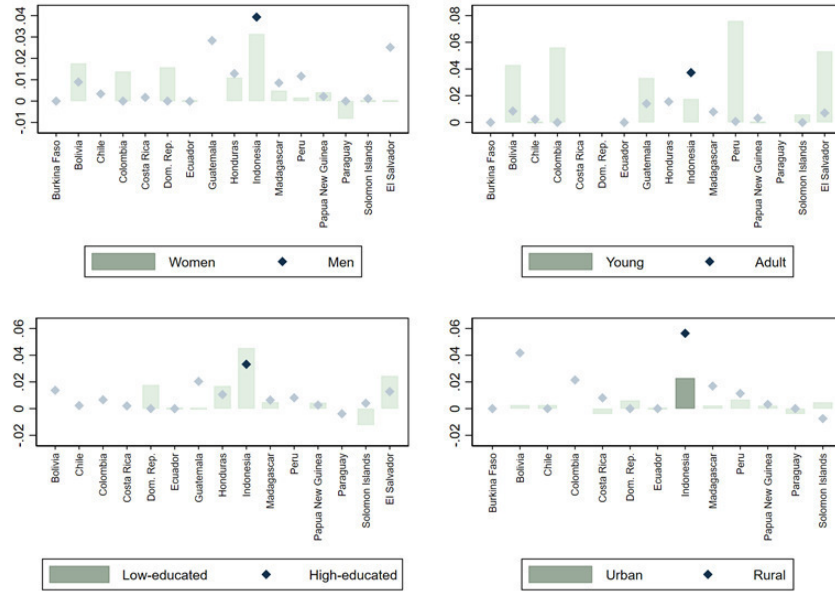 -.01 0 .01 .02 .03 .04
Burkina Faso
Bolivia
Chile
Colombia
Costa Rica
Dom. Rep.
Ecuador
Guatemala
Honduras
Indonesia
Madagascar
Peru
Papua New Guinea
Paraguay
Solomon Islands
El Salvador
Women Men
0 .02 .04 .06 .08
Burkina Faso
Bolivia
Chile
Colombia
Costa Rica
Dom. Rep.
Ecuador
Guatemala
Honduras
Indonesia
Madagascar
Peru
Papua New Guinea
Paraguay
Solomon Islands
El Salvador
Young Adult
-.02 0 .02 .04 .06
Bolivia
Chile
Colombia
Costa Rica
Dom. Rep.
Ecuador
Guatemala
Honduras
Indonesia
Madagascar
Peru
Papua New Guinea
Paraguay
Solomon Islands
El Salvador
Low-educated High-educated
-.02 0 .02 .04 .06
Burkina Faso
Bolivia
Chile
Colombia
Costa Rica
Dom. Rep.
Ecuador
Indonesia
Madagascar
Peru
Papua New Guinea
Paraguay
Solomon Islands
Urban Rural